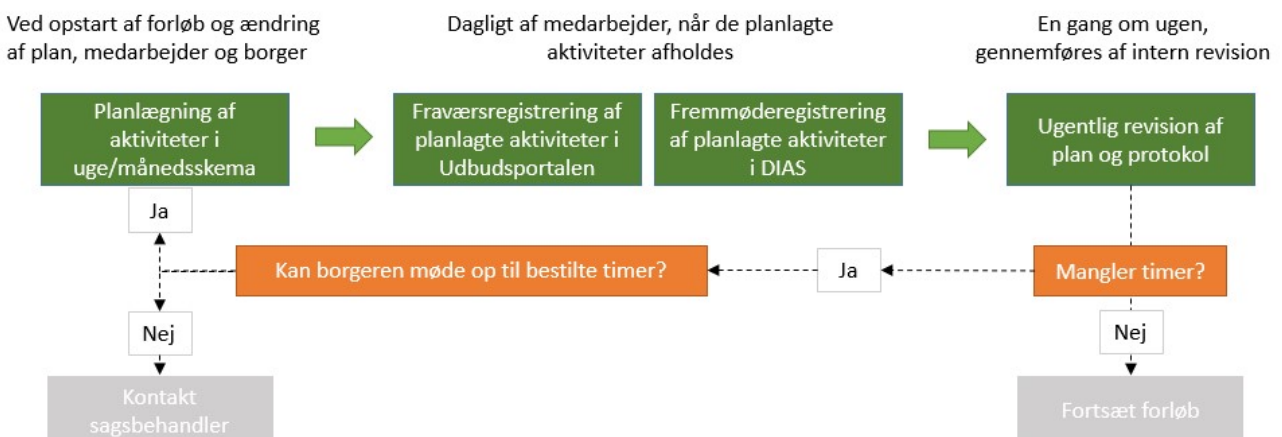 Ved opstart af forløb og ændring
af plan, medarbejder og borger
Dagligt af medarbejder, når de planlagte
aktiviteter afholdes
En gang om ugen,
gennemføres af intern revision
Planlægning af
aktiviteter i
uge/månedsskema
Fraværsregistrering af
planlagte aktiviteter i
Udbudsportalen
Fremmøderegistrering
af planlagte aktiviteter
i DIAS
Ugentlig revision af
plan og protokol
Ja
Kan borgeren møde op til bestilte timer?
Ja
Mangler timer?
Nej
Nej
Kontakt
sagsbehandler
Fortsæt forløb